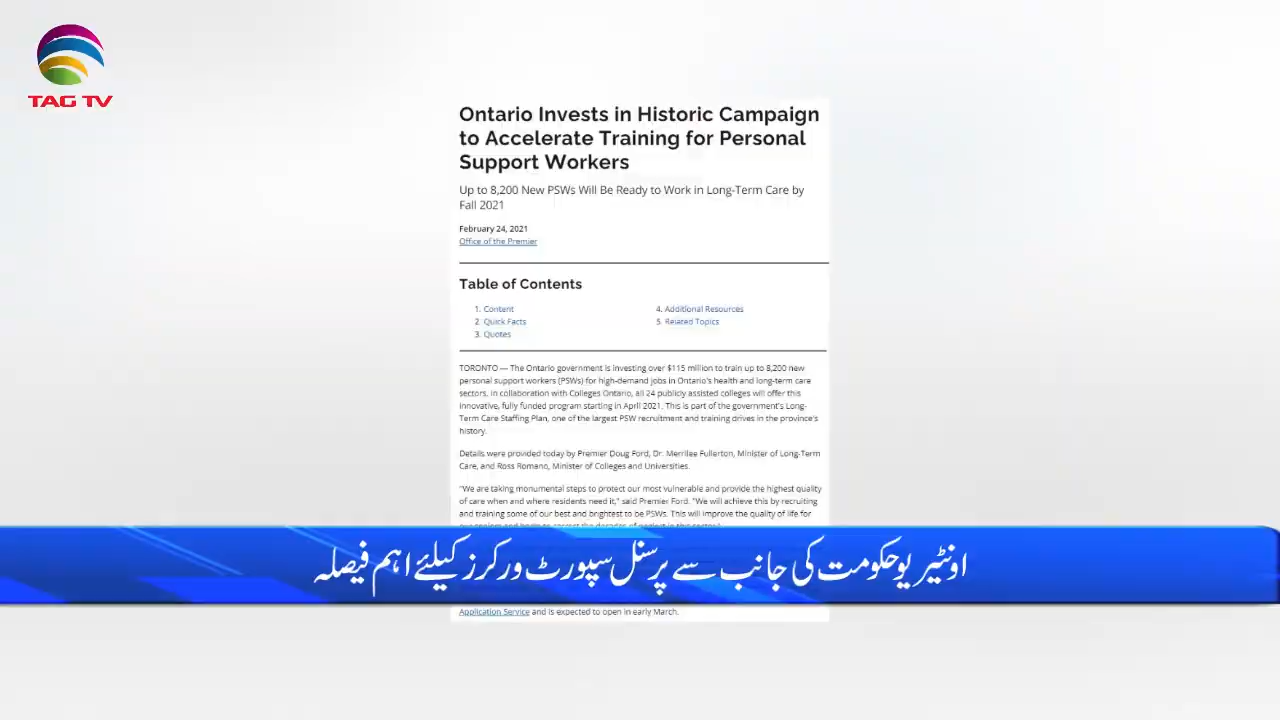 TAG TV
Ontario Invests in Historic Campaign
to Accelerate Training for Personal
Support Workers
Up to 8,200 New PSWs Will Be Ready to Work in Long-Term Care by
Fall 2021
February 24, 2021
Office of the Premier
Table of Contents
1. Content
2. Quick Facts
3. Quotes
4. Additional Resources
5. Related Topics
TORONTO — The Ontario government is investing over $115 million to train up to 8,200 new
personal support workers (PSWs) for high-demand jobs in Ontario's health and long-term care
sectors. In collaboration with Colleges Ontario, all 24 publicly assisted colleges will offer this
innovative, fully funded program starting in April 2021. This is part of the government's Long-
Term Care Staffing Plan, one of the largest PSW recruitment and training drives in the province's
history.
Details were provided today by Premier Doug Ford, Dr. Merrilee Fullerton, Minister of Long-Term
Care, and Ross Romano, Minister of Colleges and Universities.
"We are taking monumental steps to protect our most vulnerable and provide the highest quality
of care when and where residents need it," said Premier Ford. "We will achieve this by recruiting
and training some of our best and brightest to be PSWs. This will improve the quality of life for
اونٹیریو حکومت کی جانب سے پرسنل سپورٹ ورکرز کیلئے اہم فیصلہ
Application Service and is expected to open in early March.